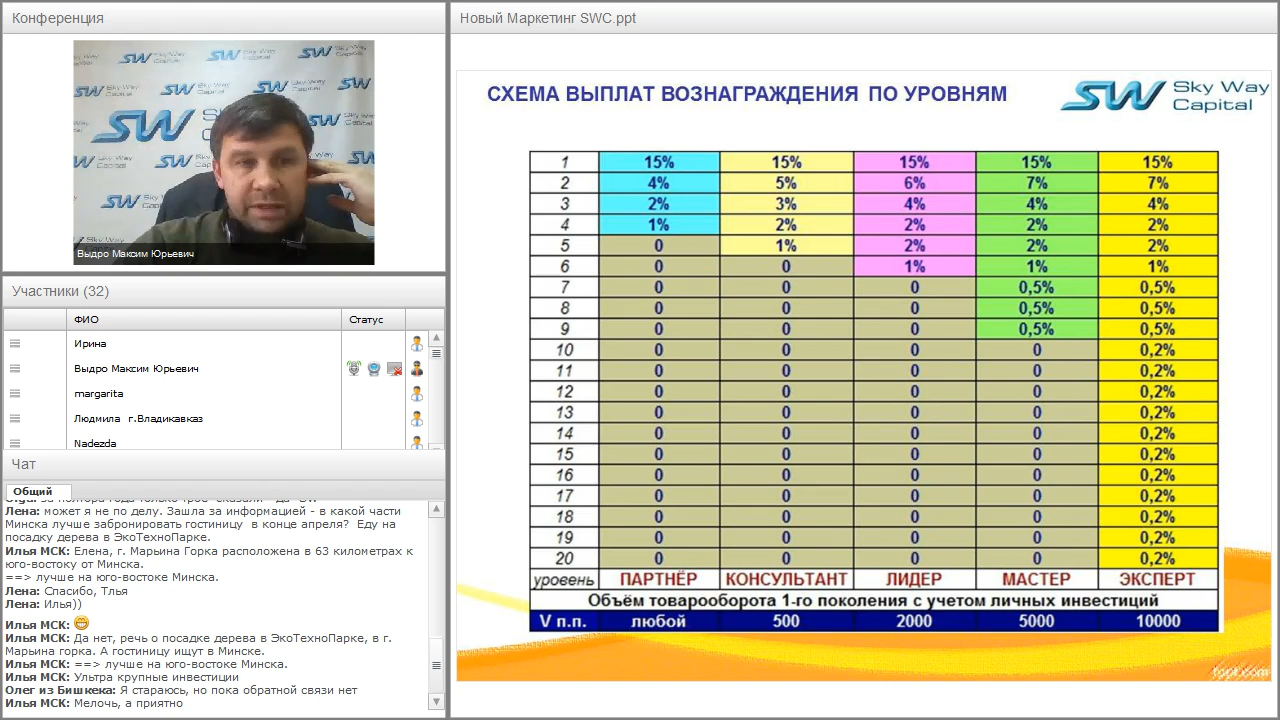 Конференция
Sky Way Capital
SW
Sky Way
Capital
Выдро Максим Юрьевич
Участники (32)
ФИО Статус
Ирина
Выдро Максим Юрьевич
margarita
Людмила г.Владикавказ
Nadezda
Чат
Общий
Лена: может я не по делу. Зашла за информацией - в какой части
Минска лучше забронировать гостиницу в конце апреля? Еду на
посадку дерева в ЭкоТехноПарке.
Илья МСК: Елена, г. Марьина Горка расположена в 63 километрах к
юго-востоку от Минска.
==> лучше на юго-востоке Минска.
Лена: Спасибо, Тлья
Лена: Илья))
Илья МСК:
Илья МСК: Да нет, речь о посадке дерева в ЭкоТехноПарке, в г.
Марьина горка. А гостиницу ищут в Минске.
Илья МСК: ==> лучше на юго-востоке Минска.
Илья МСК: Ультра крупные инвестиции
Олег из Бишкека: Я стараюсь, но пока обратной связи нет
Илья МСК: Мелочь, а приятно
Новый Маркетинг SWC.ppt
СХЕМА ВЫПЛАТ ВОЗНАГРАЖДЕНИЯ ПО УРОВНЯМ
SW Sky Way
Capital
1 15% 15% 15% 15% 15%
2 4% 5% 6% 7% 7%
3 2% 3% 4% 4% 4%
4 1% 2% 2% 2% 2%
5 0 1% 2% 2% 2%
6 0 0 1% 1% 1%
7 0 0 0 0,5% 0,5%
8 0 0 0 0,5% 0,5%
9 0 0 0 0,5% 0,5%
10 0 0 0 0 0,2%
11 0 0 0 0 0,2%
12 0 0 0 0 0,2%
13 0 0 0 0 0,2%
14 0 0 0 0 0,2%
15 0 0 0 0 0,2%
16 0 0 0 0 0,2%
17 0 0 0 0 0,2%
18 0 0 0 0 0,2%
19 0 0 0 0 0,2%
20 0 0 0 0 0,2%
уровень ПАРТНЁР КОНСУЛЬТАНТ ЛИДЕР МАСТЕР ЭКСПЕРТ
Объём товарооборота 1-го поколения с учетом личных инвестиций
V п.п. любой 500 2000 5000 10000
fppt.com